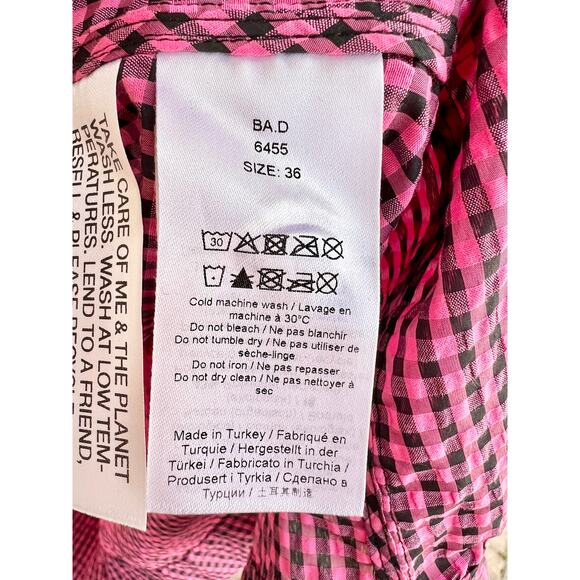 TAKE CARE OF ME & THE PLANET
WASH LESS. WASH AT LOW TEM-
PERATURES. LEND TO A FRIEND,
RESELL & PLEASE RECYCLE
BA.D
6455
SIZE: 36
30
Cold machine wash / Lavage en
machine à 30°C
Do not bleach / Ne pas blanchir
Do not tumble dry / Ne pas utiliser de
sèche-linge
Do not iron / Ne pas repasser
Do not dry clean / Ne pas nettoyer à
sec
Made in Turkey / Fabriqué en
Turquie / Hergestellt in der
Türkei / Fabbricato in Turchia /
Produsert i Tyrkia / Сделано в
Турции / 土耳其制造